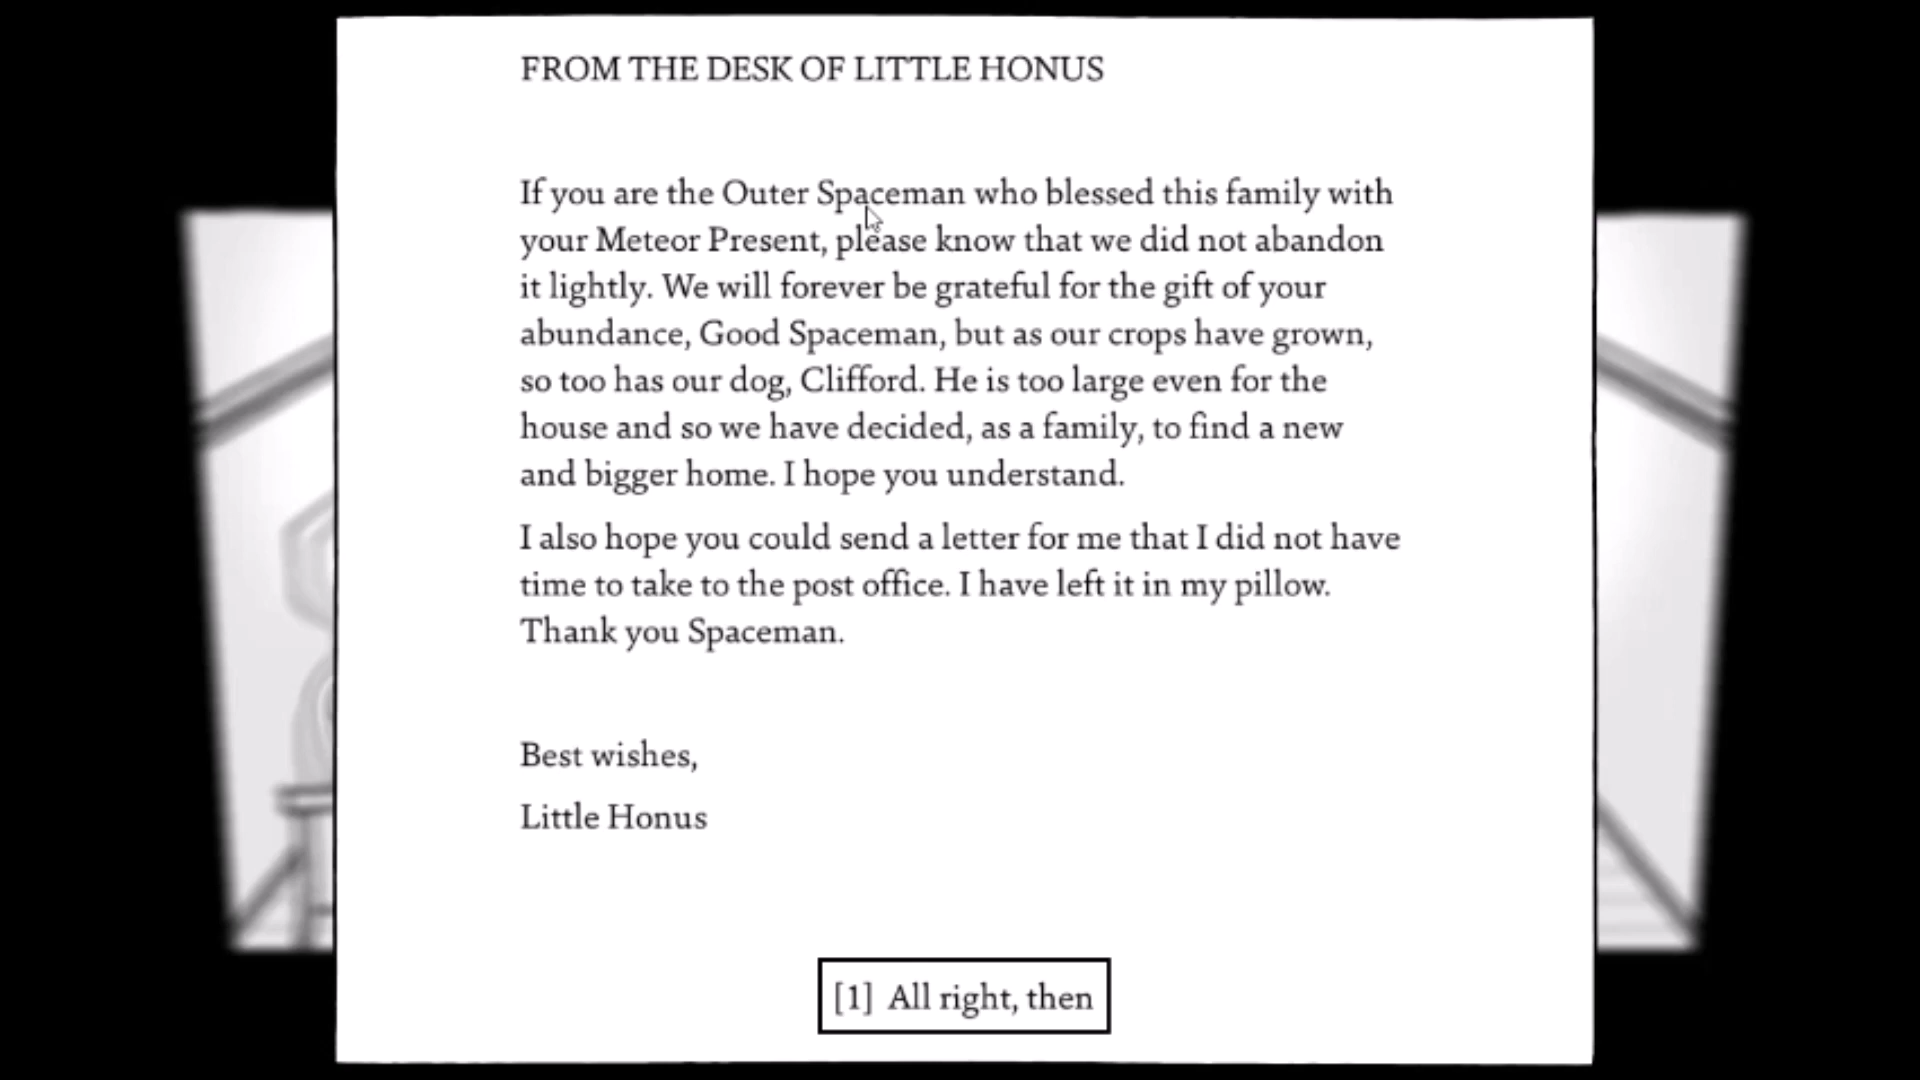 FROM THE DESK OF LITTLE HONUS
If you are the Outer Spaceman who blessed this family with
your Meteor Present, please know that we did not abandon
it lightly. We will forever be grateful for the gift of your
abundance, Good Spaceman, but as our crops have grown,
so too has our dog, Clifford. He is too large even for the
house and so we have decided, as a family, to find a new
and bigger home. I hope you understand.
I also hope you could send a letter for me that I did not have
time to take to the post office. I have left it in my pillow.
Thank you Spaceman.
Best wishes,
Little Honus
[1] All right, then